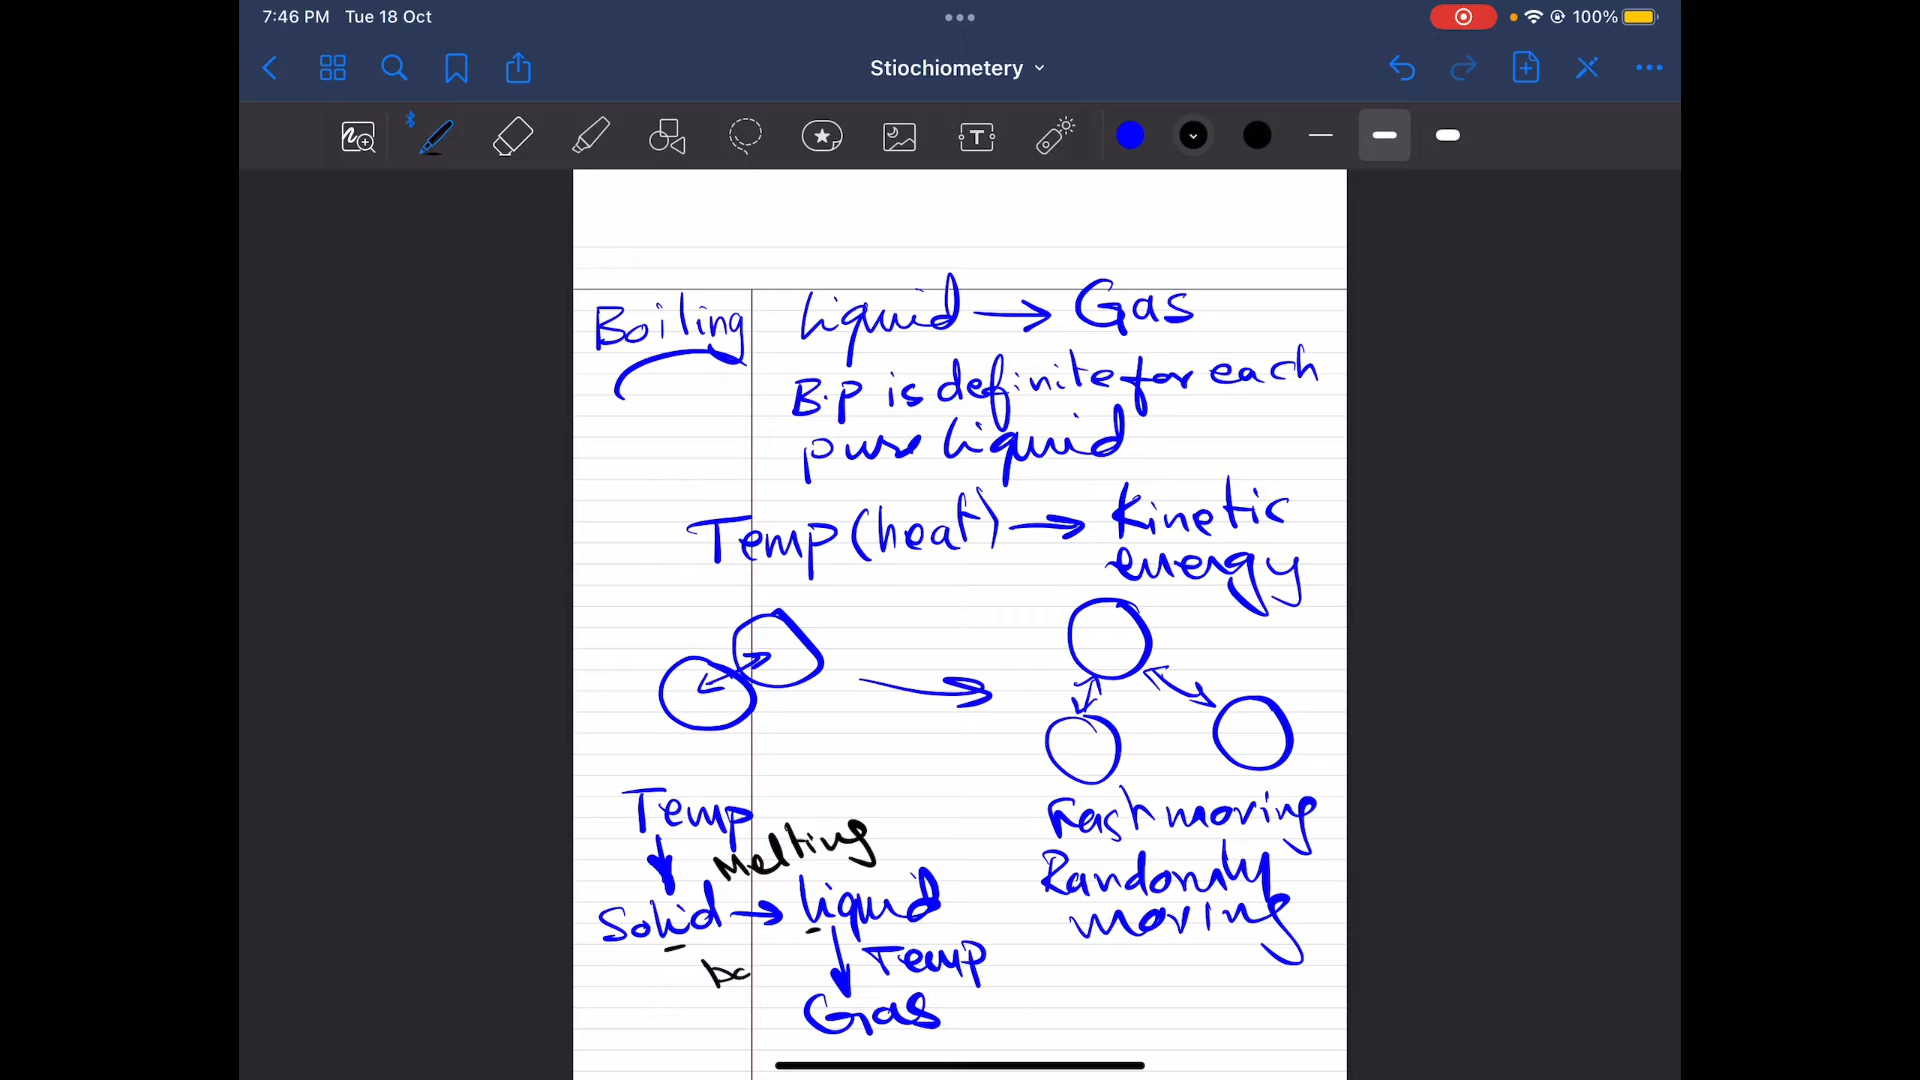 7:46 PM Tue 18 Oct
100%
Stiochiometery
T
Boiling Liquid → Gas
B.P is definite for each
pure liquid
Temp (heat) → Kinetic
energy
Fash moving
Randomly
moving
Temp
Melting
Solid → liquid
Temp
Gas